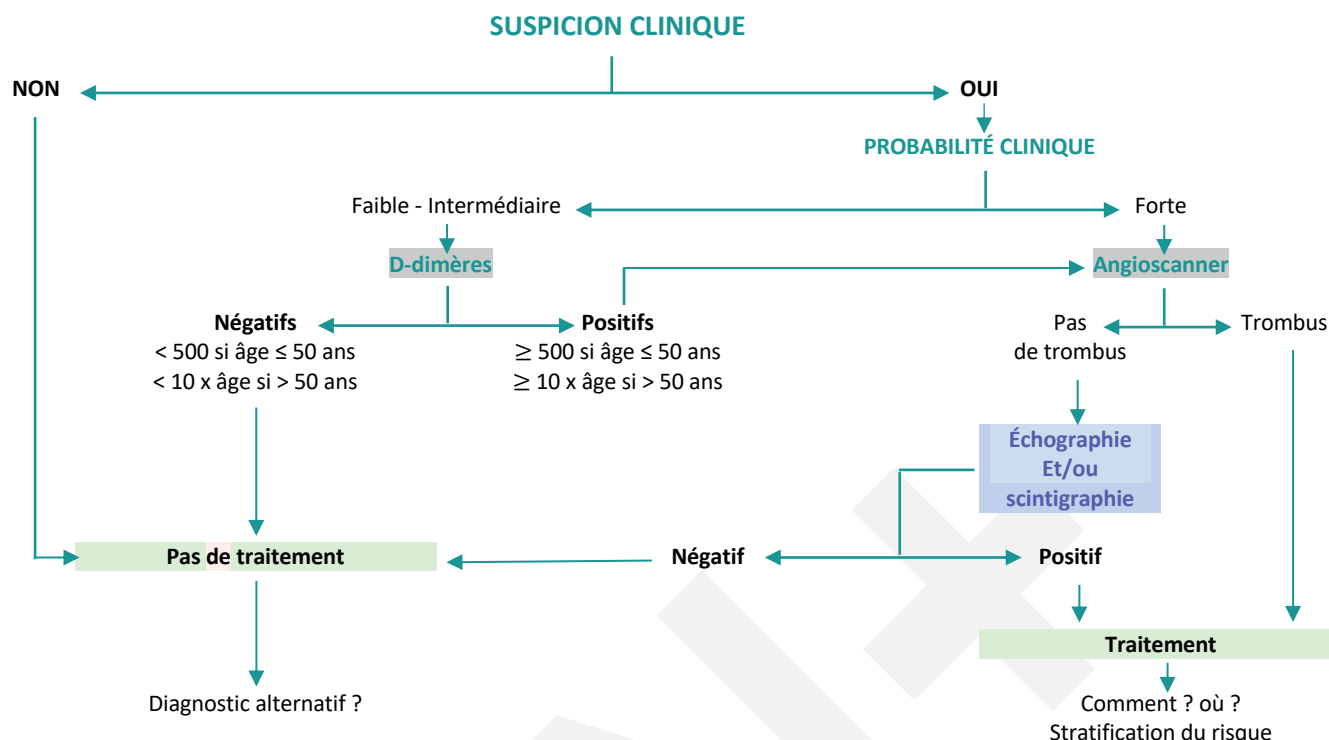 SUSPICION CLINIQUE
NON
OUI
PROBABILITÉ CLINIQUE
Faible - Intermédiaire
Forte
D-dimères
Angioscanner
Négatifs
< 500 si âge ≤ 50 ans
< 10 x âge si > 50 ans
Positifs
≥ 500 si âge ≤ 50 ans
≥ 10 x âge si > 50 ans
Pas
de trombus
Trombus
Échographie
Et/ou
scintigraphie
Pas de traitement
Négatif
Positif
Traitement
Diagnostic alternatif ?
Comment ? où ?
Stratification du risque